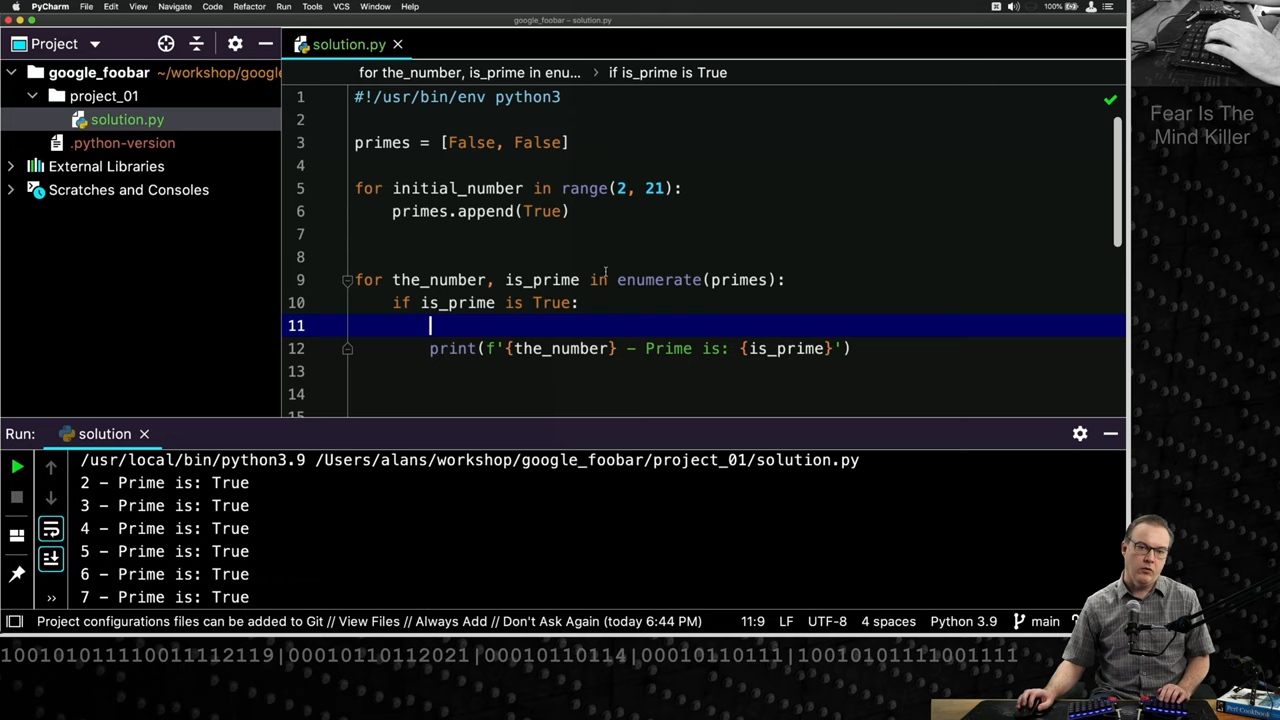 PyCharm File Edit View Navigate Code Refactor Run Tools VCS Window Help 100%
google_foobar – solution.py
Project
solution.py
google_foobar ~/workshop/google
project_01
solution.py
.python-version
External Libraries
Scratches and Consoles
for the_number, is_prime in enu... › if is_prime is True
1 #!/usr/bin/env python3
2
3 primes = [False, False]
4
5 for initial_number in range(2, 21):
6 primes.append(True)
7
8
9 for the_number, is_prime in enumerate(primes):
10 if is_prime is True:
11
12 print(f'{the_number} - Prime is: {is_prime}')
13
14
15
Fear Is The
Mind Killer
Run: solution
/usr/local/bin/python3.9 /Users/alans/workshop/google_foobar/project_01/solution.py
2 - Prime is: True
3 - Prime is: True
4 - Prime is: True
5 - Prime is: True
6 - Prime is: True
7 - Prime is: True
Project configurations files can be added to Git // View Files // Always Add // Don't Ask Again (today 6:44 PM) 11:9 LF UTF-8 4 spaces Python 3.9 main
Perl Cookbook